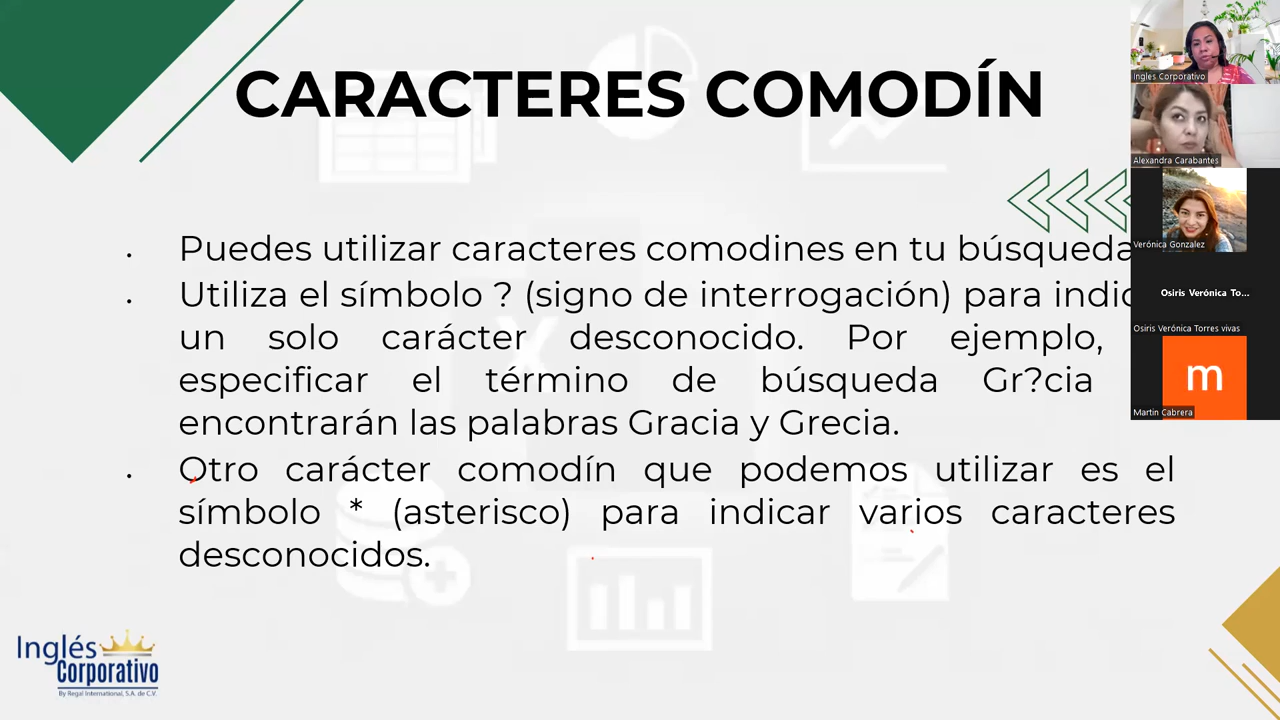 CARACTERES COMODÍN
Puedes utilizar caracteres comodines en tu búsqueda
Utiliza el símbolo ? (signo de interrogación) para
un solo carácter desconocido. Por ejemplo,
especificar el término de búsqueda Gr?cia
encontrarán las palabras Gracia y Grecia.
Otro carácter comodín que podemos utilizar es el
símbolo * (asterisco) para indicar varios caracteres
desconocidos.
Ingles Corporativo
Alexandra Carabantes
Verónica Gonzalez
Osiris Verónica To...
Osiris Verónica Torres vivas
m
Martin Cabrera
Inglés
Corporativo
By Regal International, S.A. de C.V.